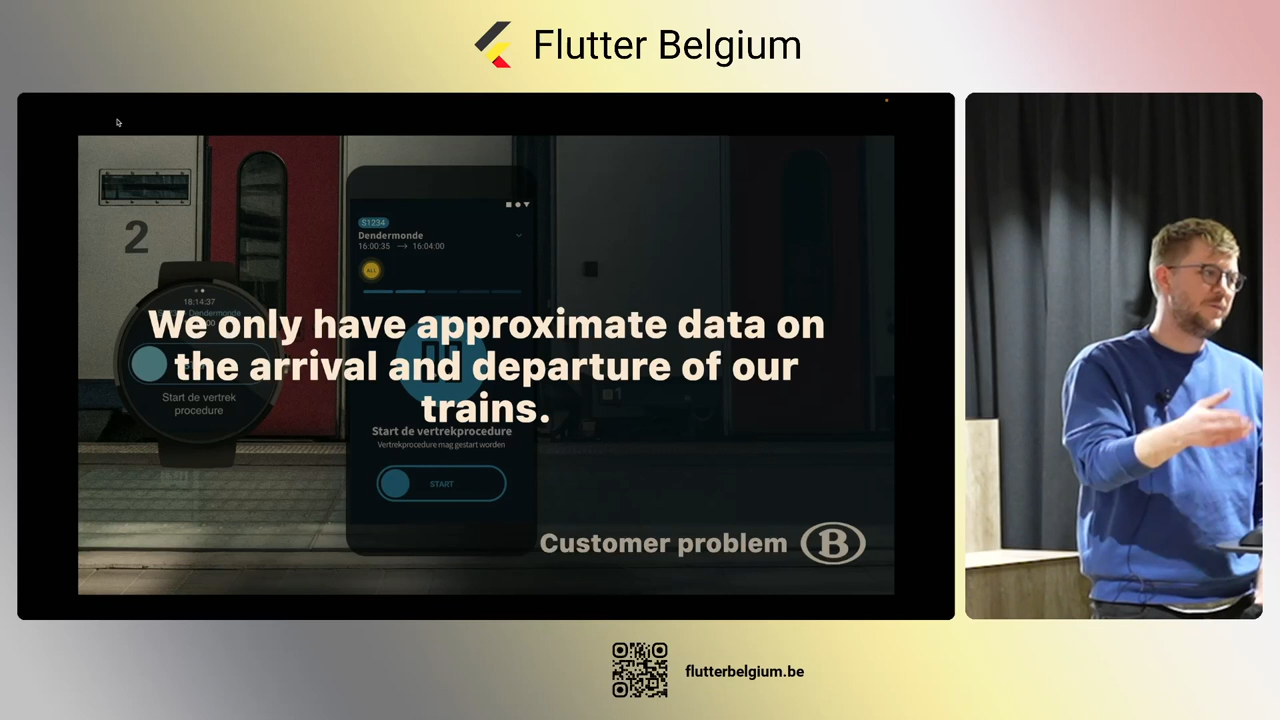 Flutter Belgium
2
S1234
Dendermonde
16:00:35 → 16:04:00
ALL
18:14:37
Dendermonde
We only have approximate data on
the arrival and departure of our
trains.
Start de vertrek
procedure
Start de vertrekprocedure
Vertrekprocedure mag gestart worden
START
Customer problem B
flutterbelgium.be